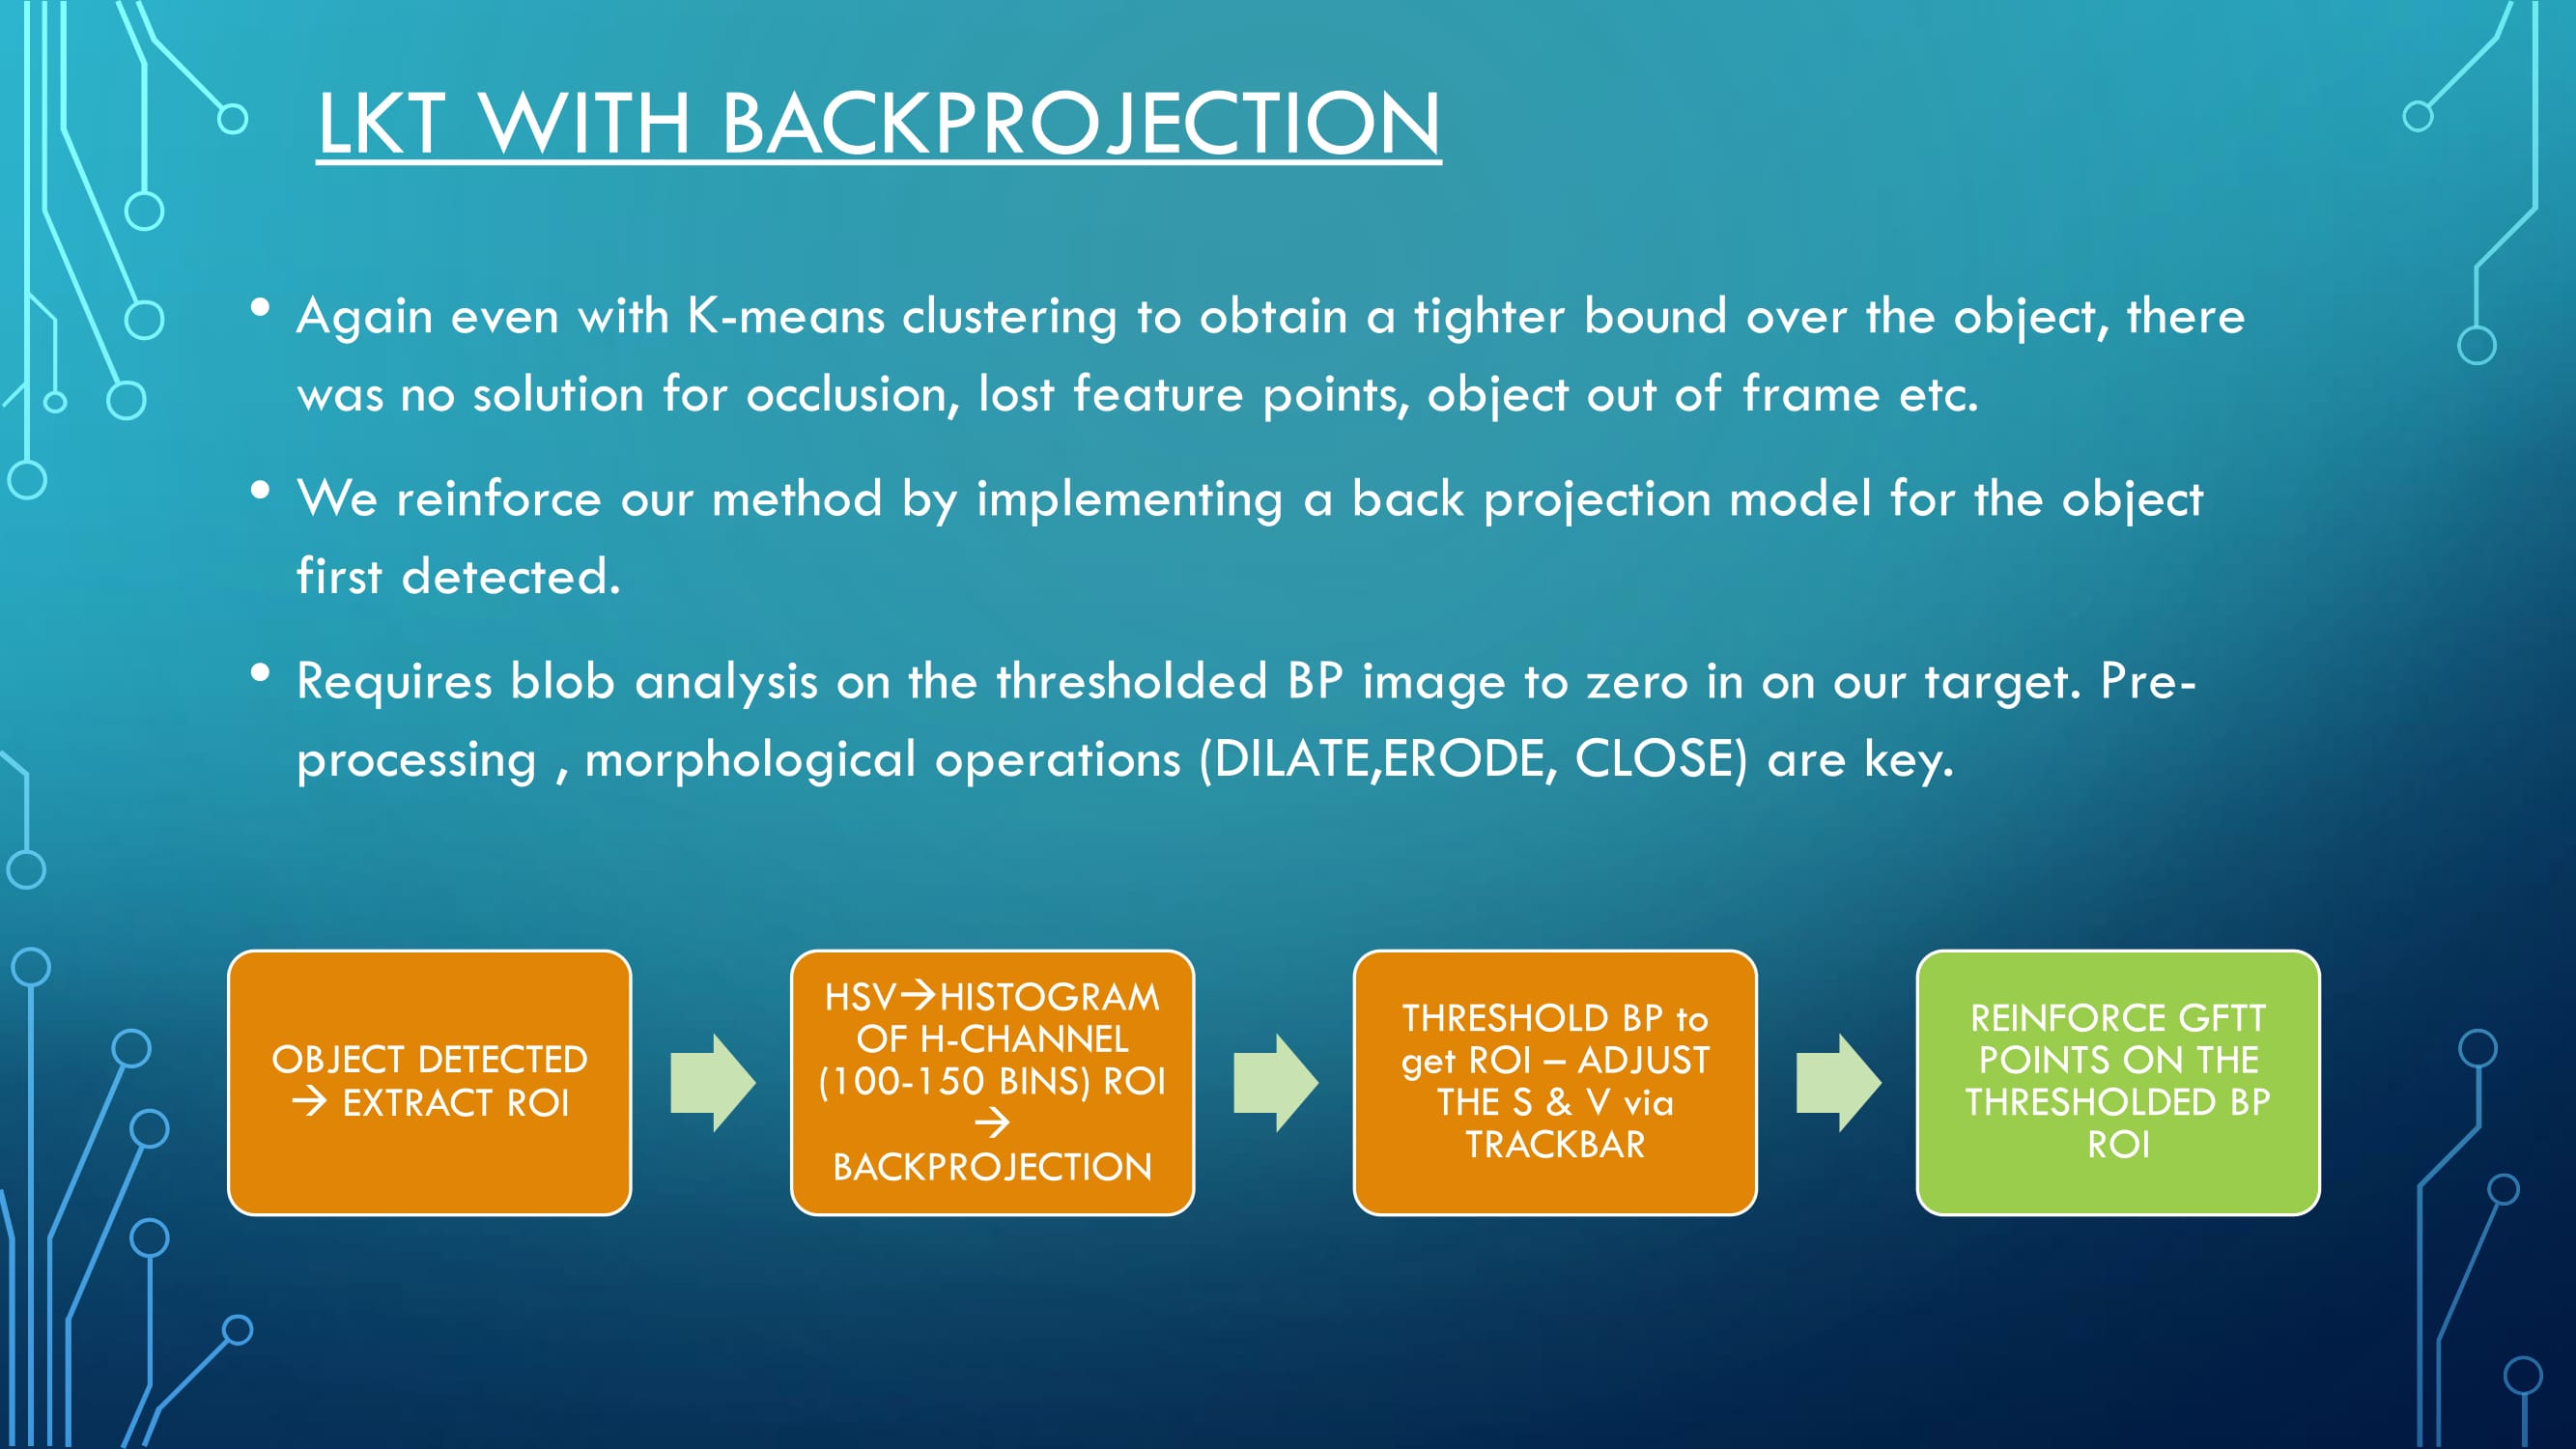 LKT WITH BACKPROJECTION
• Again even with K-means clustering to obtain a tighter bound over the object, there
was no solution for occlusion, lost feature points, object out of frame etc.
• We reinforce our method by implementing a back projection model for the object
first detected.
• Requires blob analysis on the thresholded BP image to zero in on our target. Pre-
processing , morphological operations (DILATE,ERODE, CLOSE) are key.
OBJECT DETECTED
→ EXTRACT ROI
HSV→HISTOGRAM
OF H-CHANNEL
(100-150 BINS) ROI
→
BACKPROJECTION
THRESHOLD BP to
get ROI – ADJUST
THE S & V via
TRACKBAR
REINFORCE GFTT
POINTS ON THE
THRESHOLDED BP
ROI